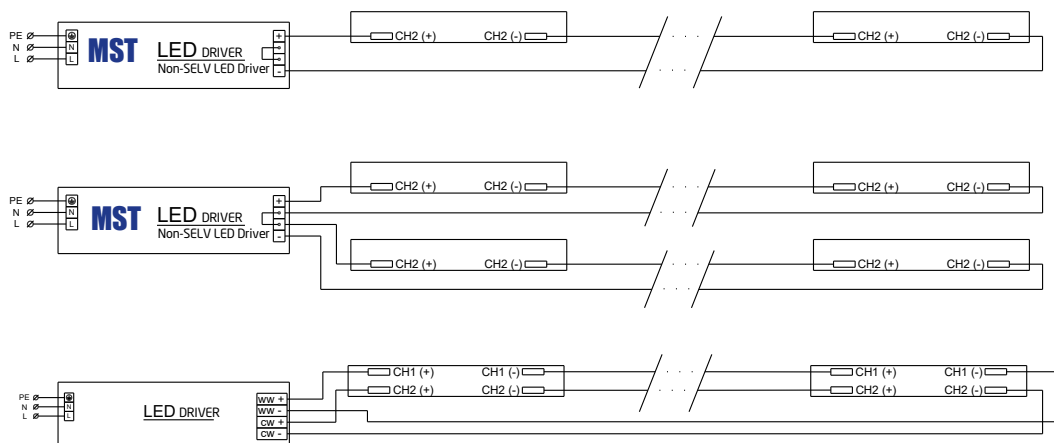 PE
N
L
N
L
MST
LED DRIVER
Non-SELV LED Driver
+
-
CH2 (+) CH2 (-)
. . .
. . .
CH2 (+) CH2 (-)
PE
N
L
N
L
MST
LED DRIVER
Non-SELV LED Driver
+
-
CH2 (+) CH2 (-)
. . .
. . .
CH2 (+) CH2 (-)
CH2 (+) CH2 (-)
. . .
. . .
CH2 (+) CH2 (-)
PE
N
L
N
L
LED DRIVER
WW +
WW -
CW +
CW -
CH1 (+) CH1 (-)
CH2 (+) CH2 (-)
. . .
. . .
CH1 (+) CH1 (-)
CH2 (+) CH2 (-)